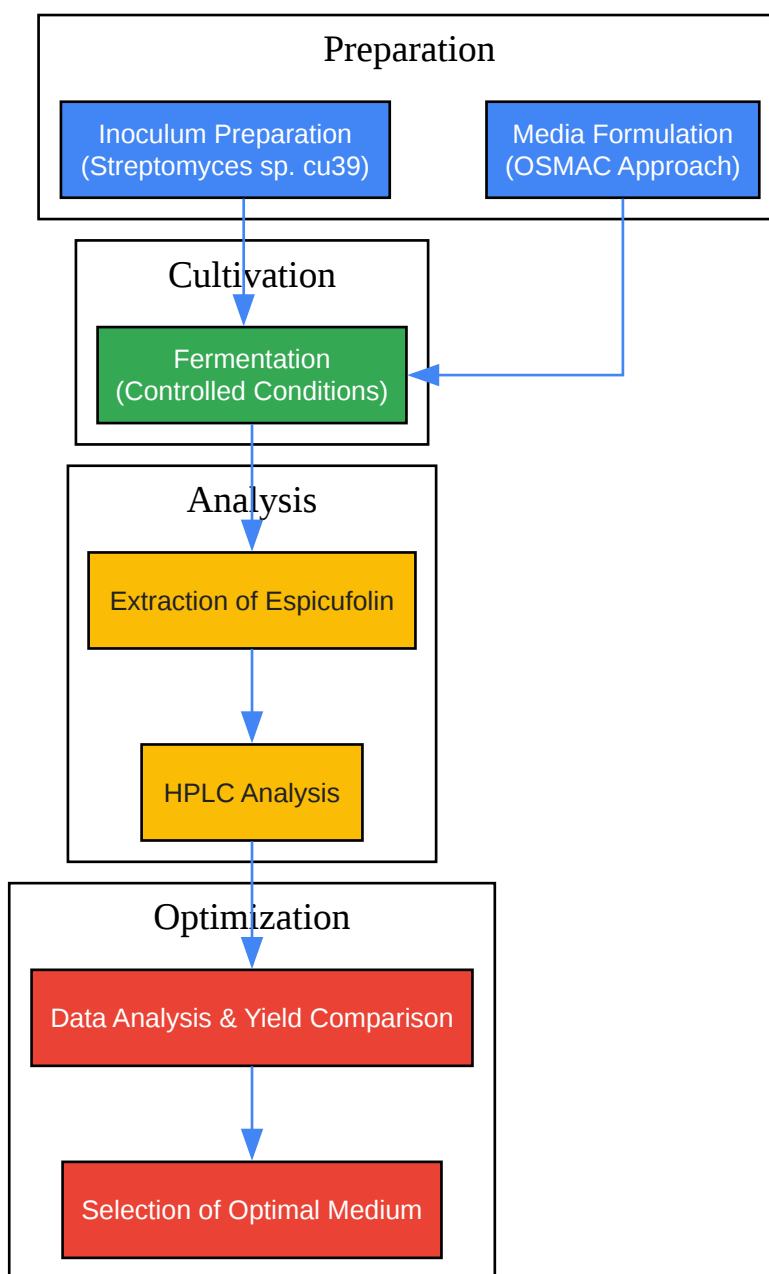 Preparation
Inoculum Preparation
(Streptomyces sp. cu39)
Media Formulation
(OSMAC Approach)
Cultivation
Fermentation
(Controlled Conditions)
Analysis
Extraction of Espicufolin
HPLC Analysis
Optimization
Data Analysis & Yield Comparison
Selection of Optimal Medium